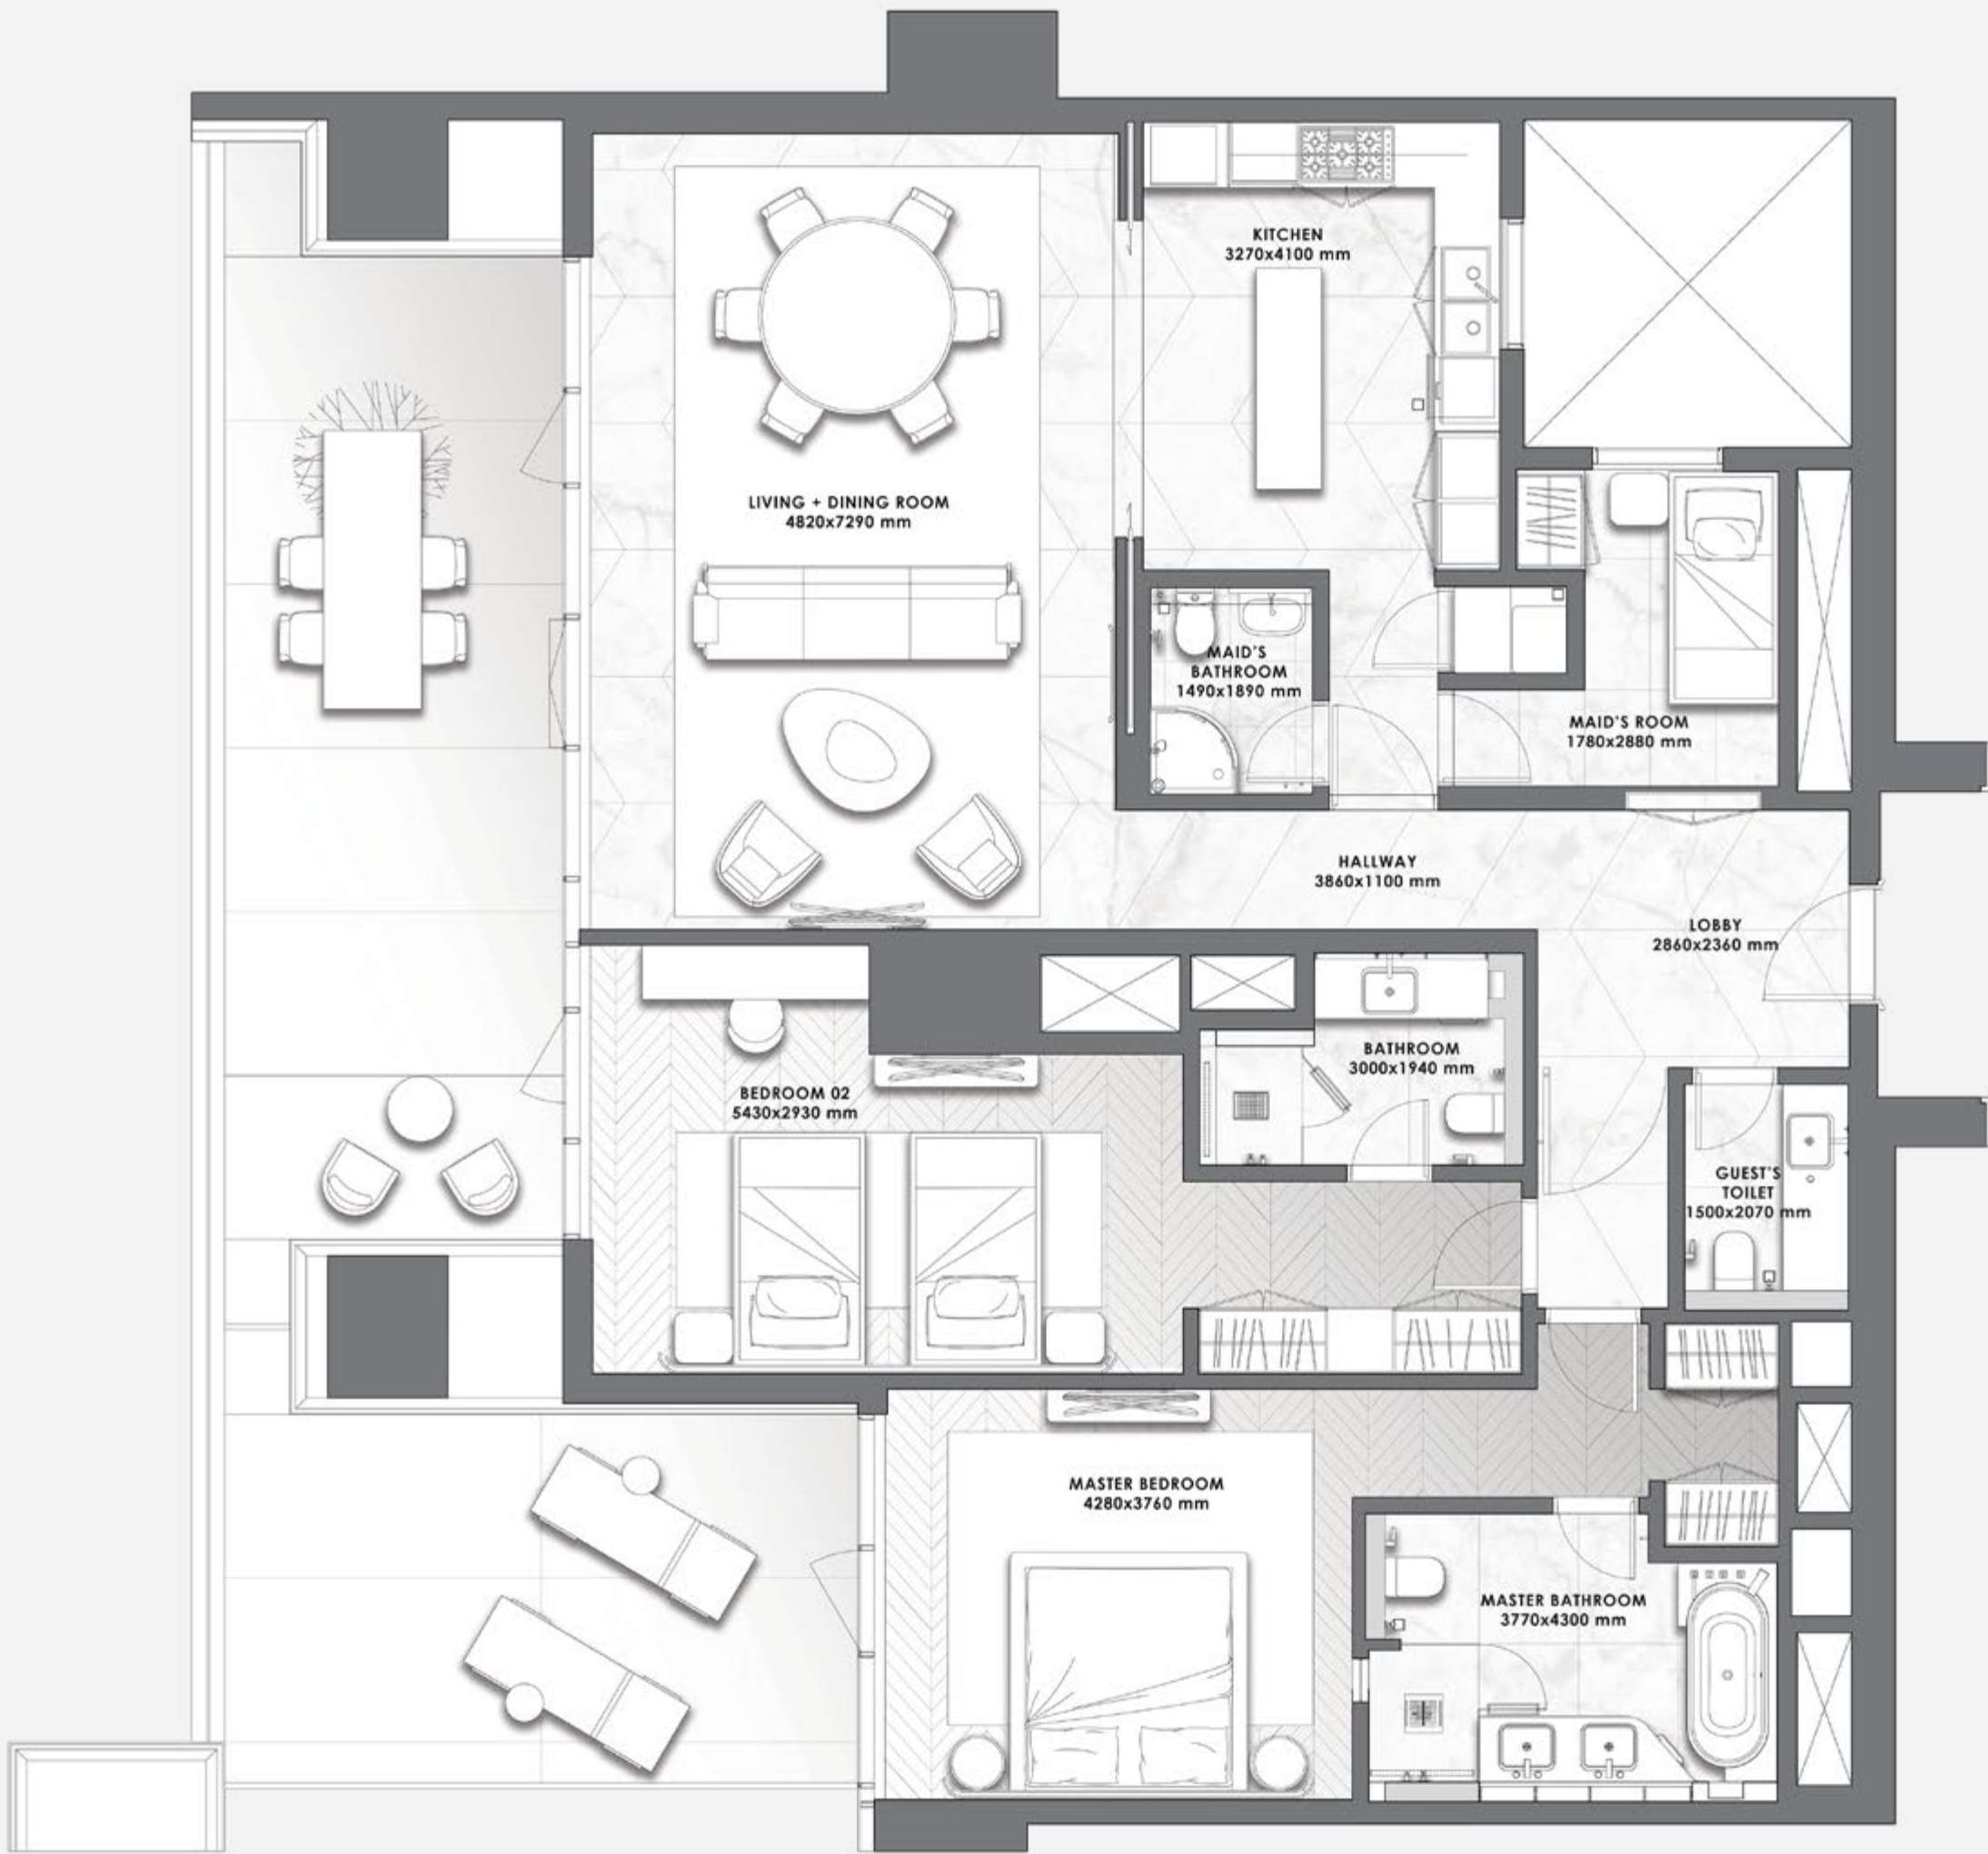 KITCHEN
3270x4100 mm
LIVING + DINING ROOM
4820x7290 mm
MAID'S
BATHROOM
1490x1890 mm
MAID'S ROOM
1780x2880 mm
HALLWAY
3860x1100 mm
LOBBY
2860x2360 mm
BATHROOM
3000x1940 mm
BEDROOM 02
5430x2930 mm
GUEST'S
TOILET
1500x2070 mm
MASTER BEDROOM
4280x3760 mm
MASTER BATHROOM
3770x4300 mm